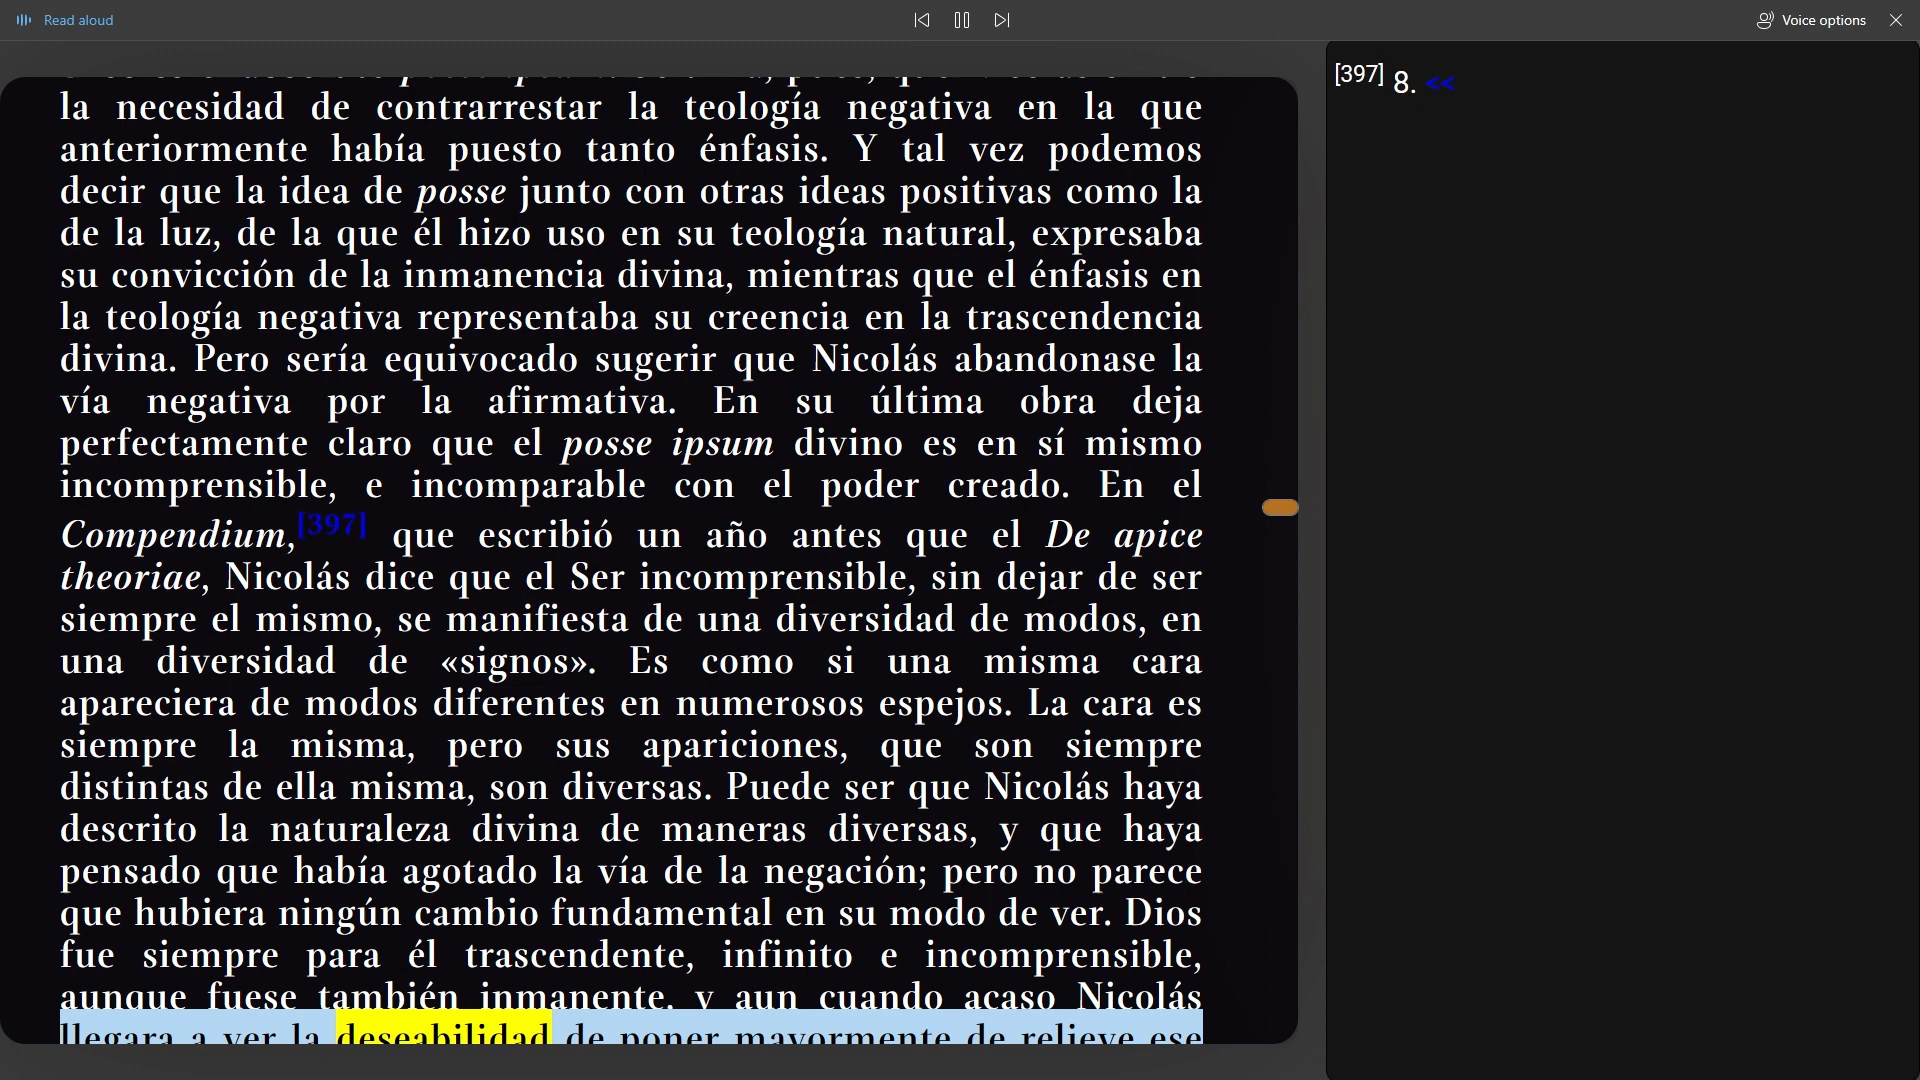 Read aloud
Voice options
la necesidad de contrarrestar la teología negativa en la que
anteriormente había puesto tanto énfasis. Y tal vez podemos
decir que la idea de posse junto con otras ideas positivas como la
de la luz, de la que él hizo uso en su teología natural, expresaba
su convicción de la inmanencia divina, mientras que el énfasis en
la teología negativa representaba su creencia en la trascendencia
divina. Pero sería equivocado sugerir que Nicolás abandonase la
vía negativa por la afirmativa. En su última obra deja
perfectamente claro que el posse ipsum divino es en sí mismo
incomprensible, e incomparable con el poder creado. En el
Compendium,[397] que escribió un año antes que el De apice
theoriae, Nicolás dice que el Ser incomprensible, sin dejar de ser
siempre el mismo, se manifiesta de una diversidad de modos, en
una diversidad de «signos». Es como si una misma cara
apareciera de modos diferentes en numerosos espejos. La cara es
siempre la misma, pero sus apariciones, que son siempre
distintas de ella misma, son diversas. Puede ser que Nicolás haya
descrito la naturaleza divina de maneras diversas, y que haya
pensado que había agotado la vía de la negación; pero no parece
que hubiera ningún cambio fundamental en su modo de ver. Dios
fue siempre para él trascendente, infinito e incomprensible,
aunque fuese también inmanente, y aun cuando acaso Nicolás
llegara a ver la deseabilidad de poner mayormente de relieve ese
[397] 8. <<